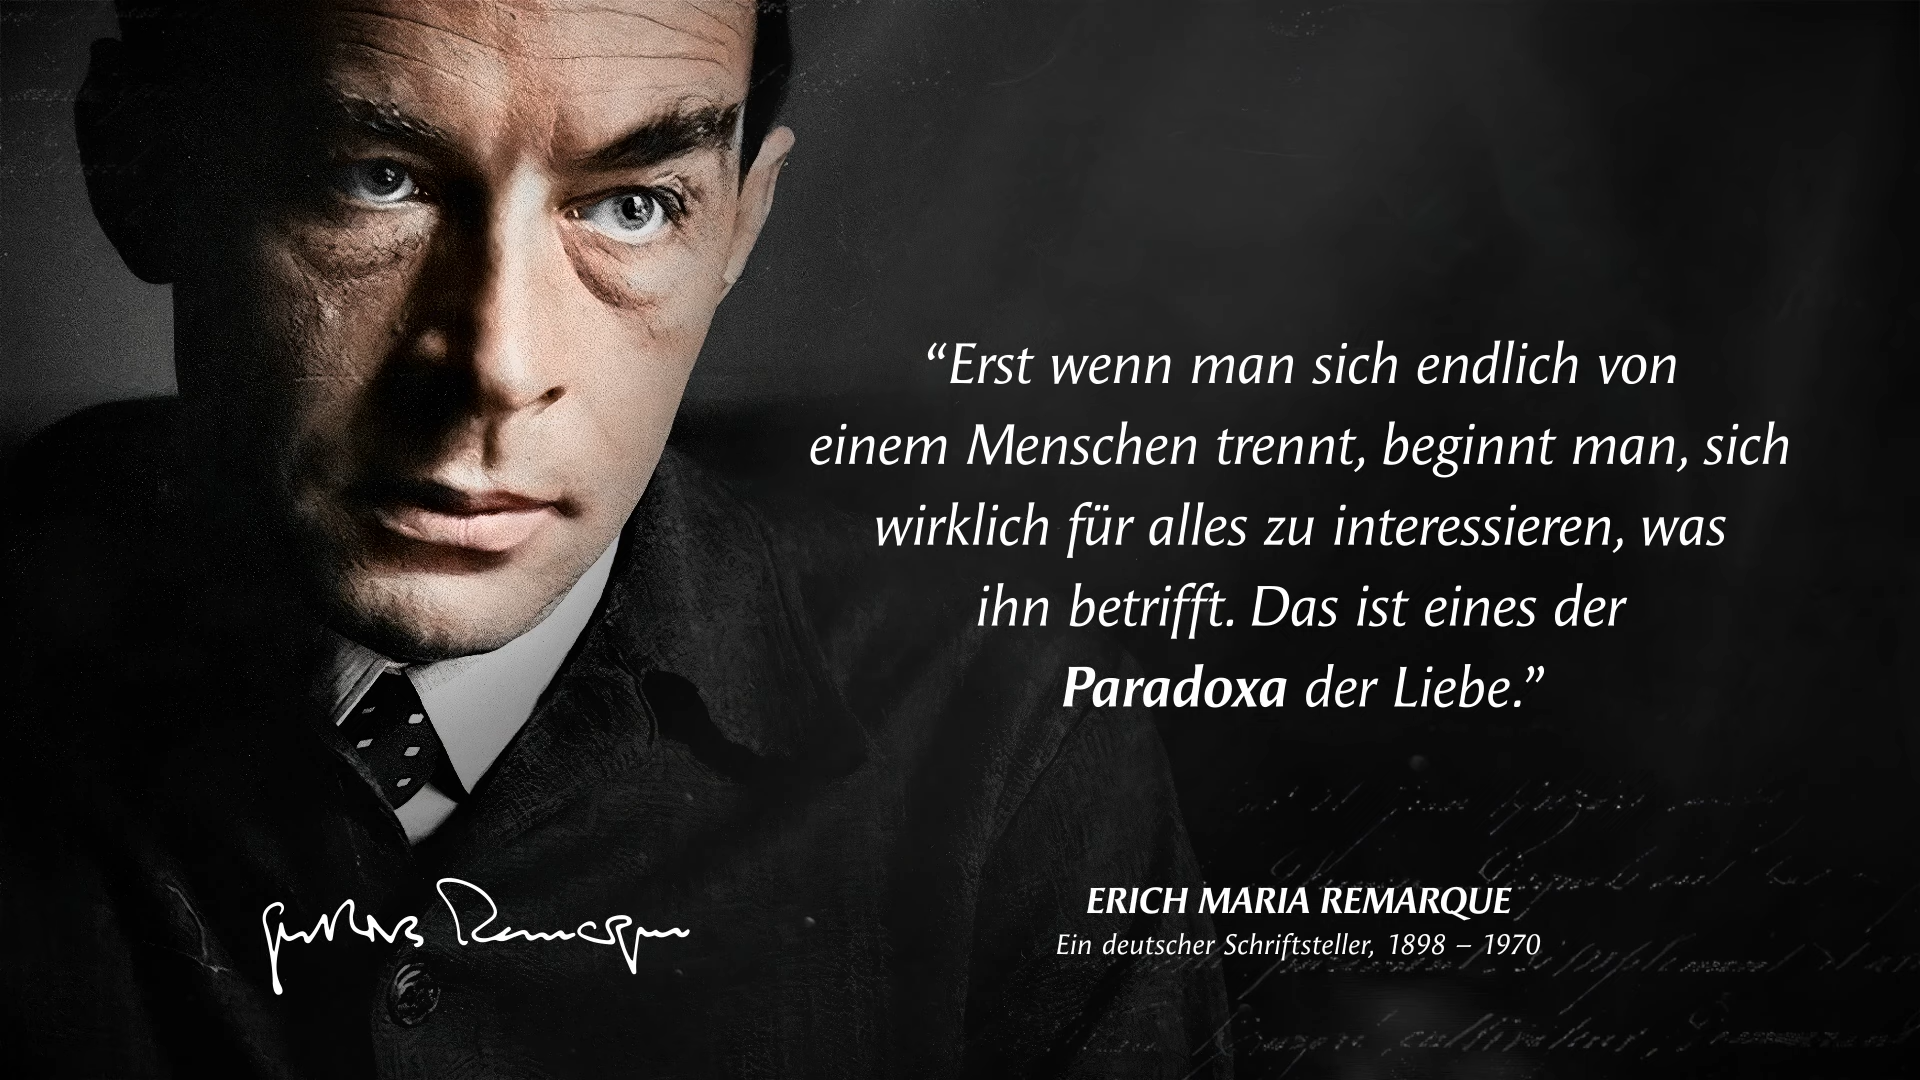 “Erst wenn man sich endlich von
einem Menschen trennt, beginnt man, sich
wirklich für alles zu interessieren, was
ihn betrifft. Das ist eines der
Paradoxa der Liebe.”
ERICH MARIA REMARQUE
Ein deutscher Schriftsteller, 1898 – 1970
Remarque